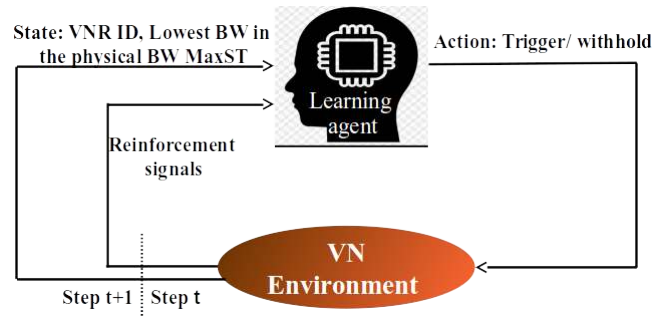 State: VNR ID, Lowest BW in
the physical BW MaxST
Action: Trigger/ withhold
Learning
agent
Reinforcement
signals
VN
Environment
Step t+1
Step t